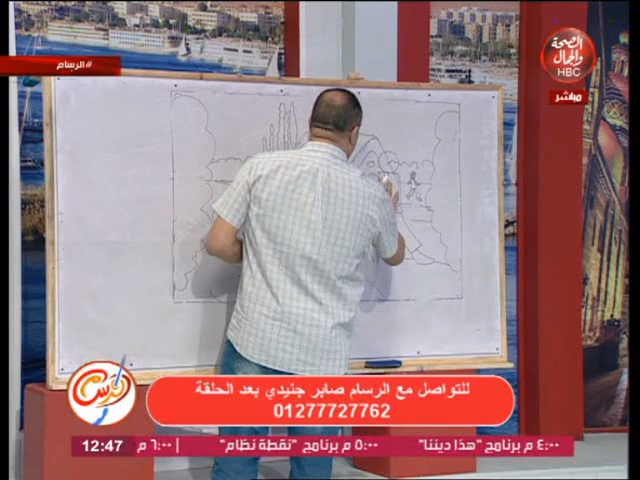 الصحة
والجمال
HBC
مباشر
#الرسام
للتواصل مع الرسام صابر جنيدي بعد الحلقة
01277727762
٤:٠٠ م برنامج "هذا ديننا" ٥:٠٠ م برنامج "نقطة نظام" | ٦:٠٠ م
12:47